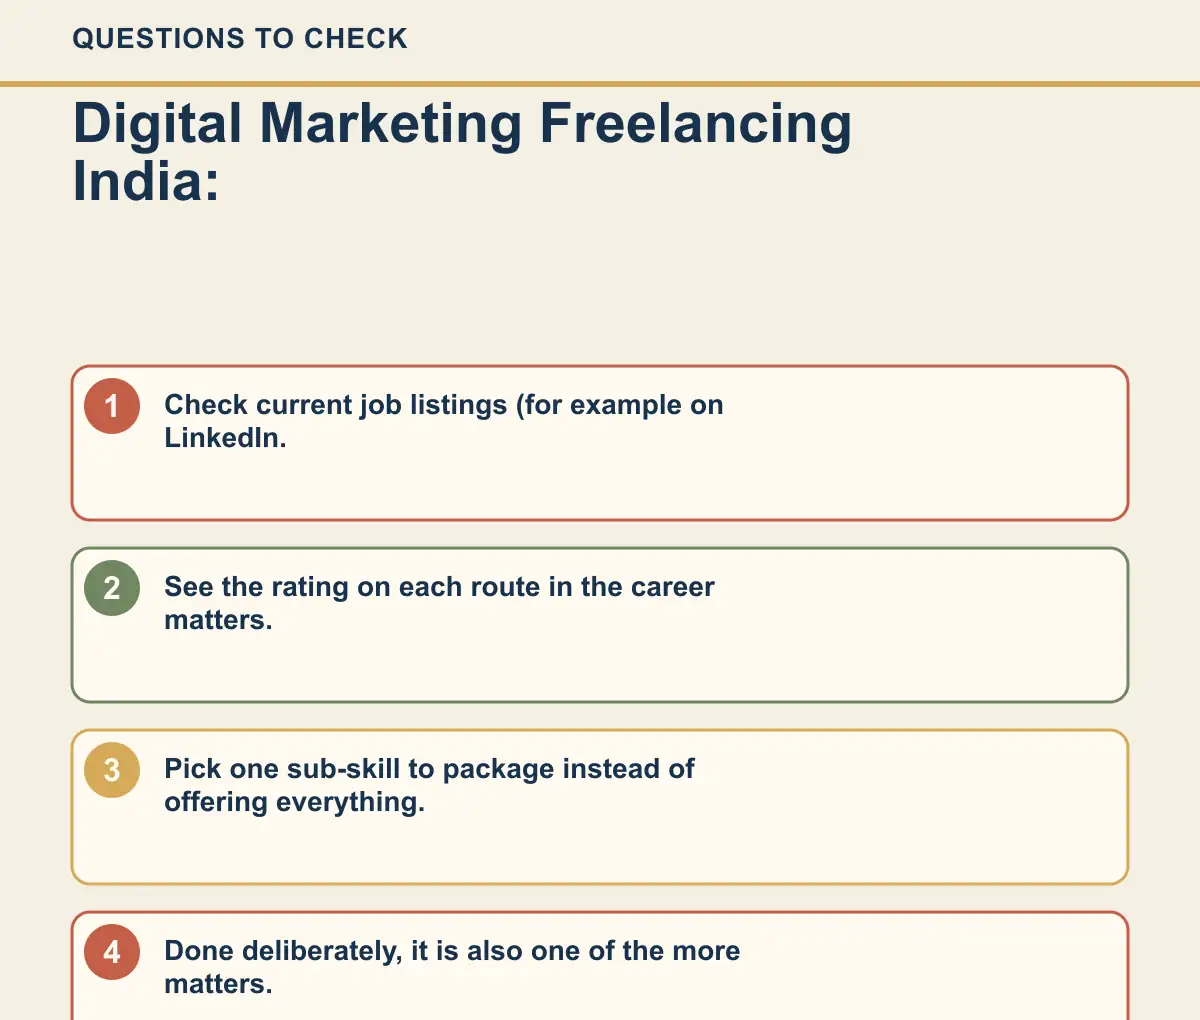 QUESTIONS TO CHECK
Digital Marketing Freelancing
India:
1
Check current job listings (for example on
LinkedIn.
2
See the rating on each route in the career
matters.
3
Pick one sub-skill to package instead of
offering everything.
4
Done deliberately, it is also one of the more
matters.